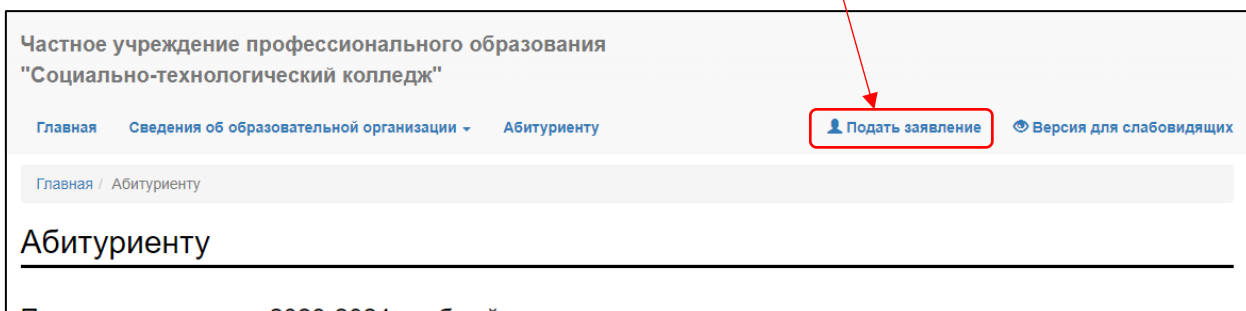 Частное учреждение профессионального образования
"Социально-технологический колледж"
Главная Сведения об образовательной организации Абитуриенту Подать заявление Версия для слабовидящих
Главная / Абитуриенту
Абитуриенту